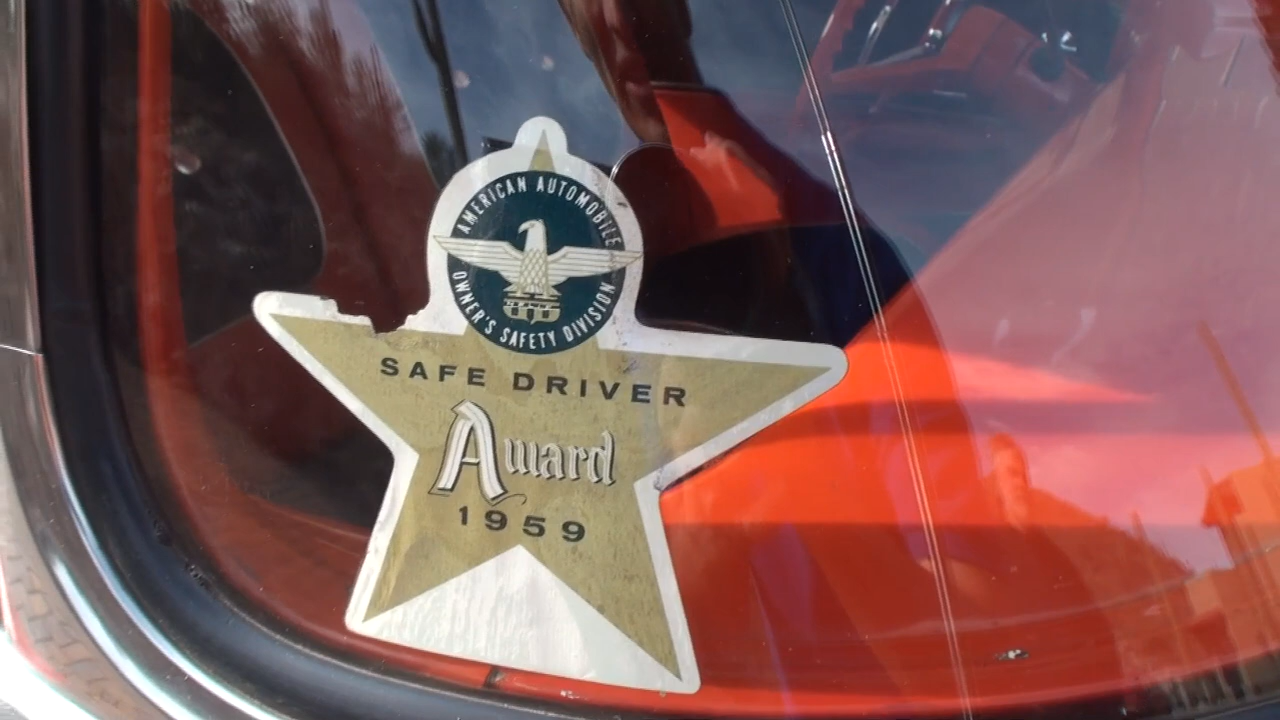 AMERICAN AUTOMOBILE
OWNER'S SAFETY DIVISION
SAFE DRIVER
Award
1959